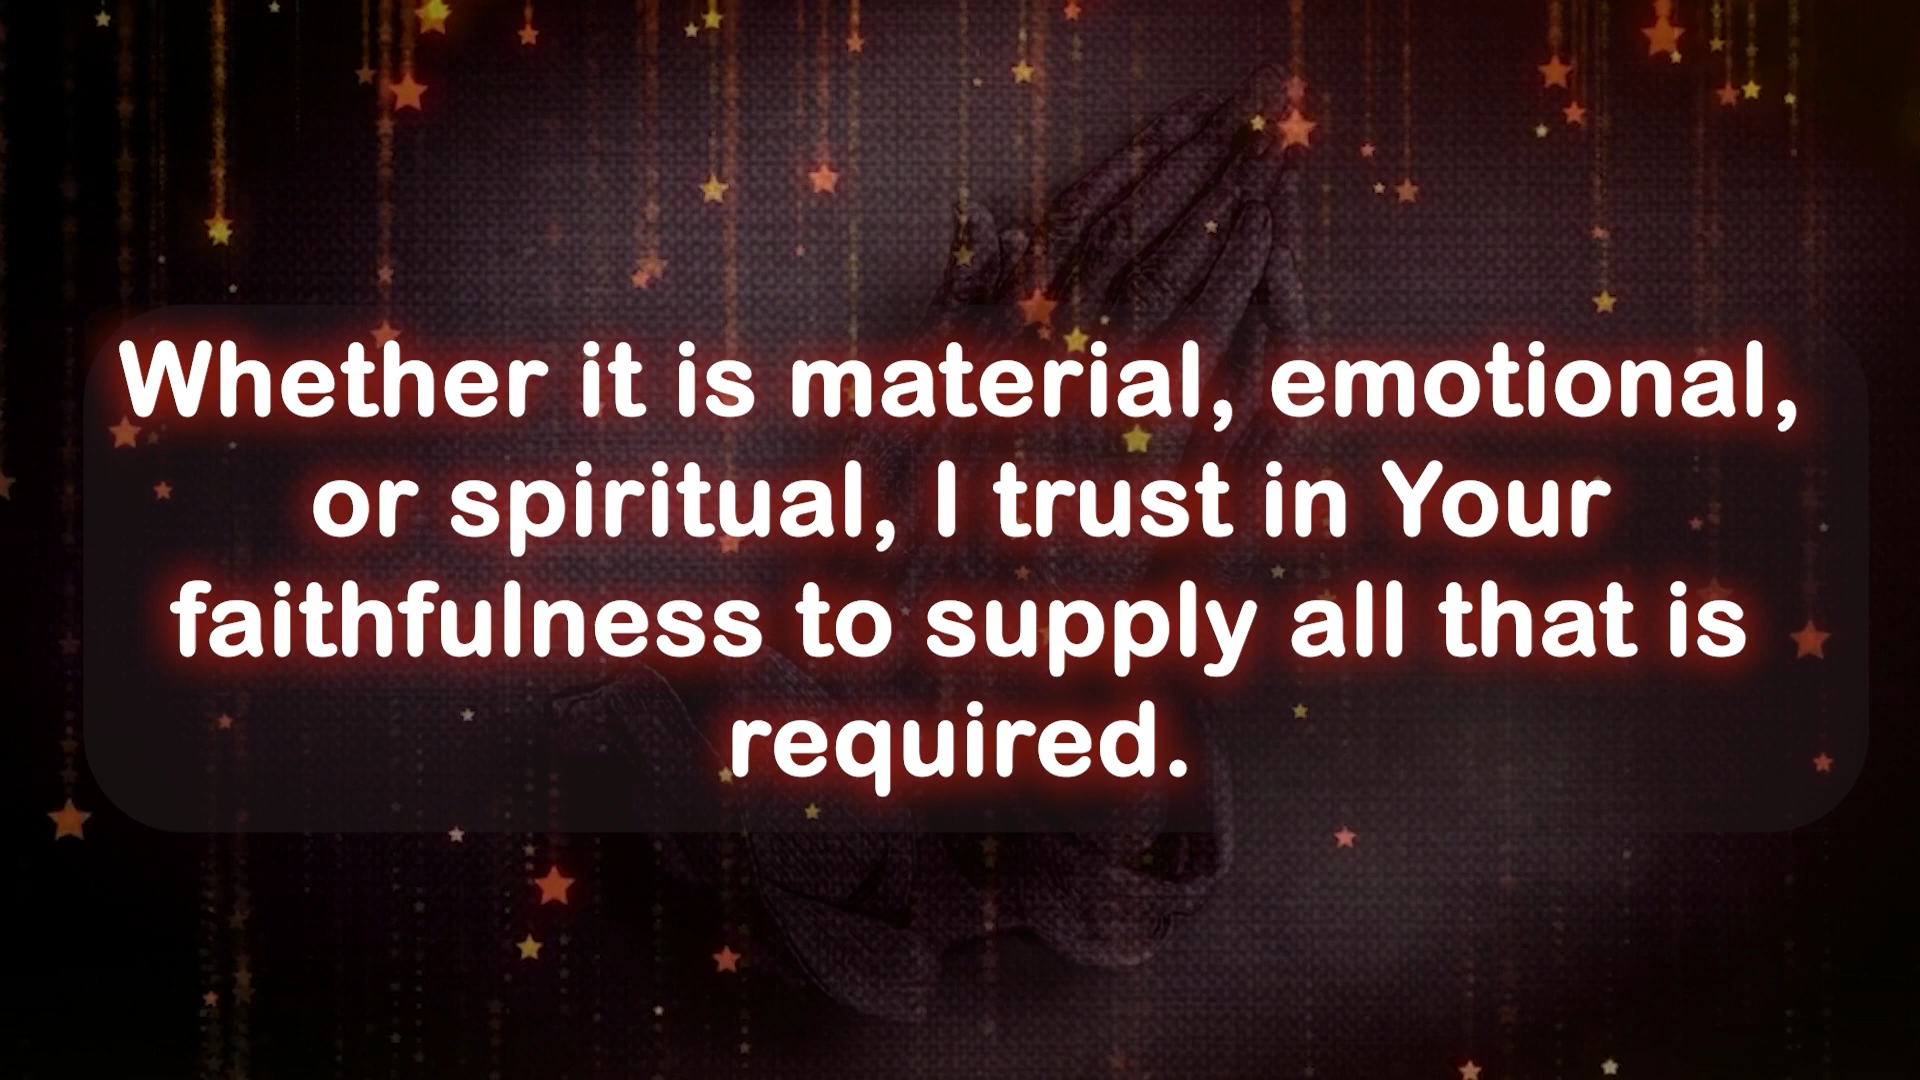 Whether it is material, emotional,
or spiritual, I trust in Your
faithfulness to supply all that is
required.